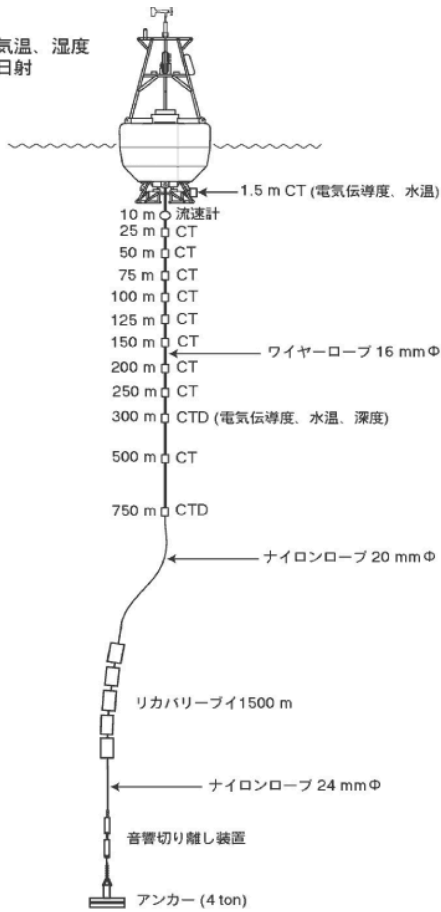 気温、湿度
日射
1.5 m CT (電気伝導度、水温)
10 m 流速計
25 m CT
50 m CT
75 m CT
100 m CT
125 m CT
150 m CT
ワイヤーロープ 16 mmΦ
200 m CT
250 m CT
300 m CTD (電気伝導度、水温、深度)
500 m CT
750 m CTD
ナイロンロープ 20 mmΦ
リカバリーブイ1500 m
ナイロンロープ 24 mmΦ
音響切り離し装置
アンカー (4 ton)